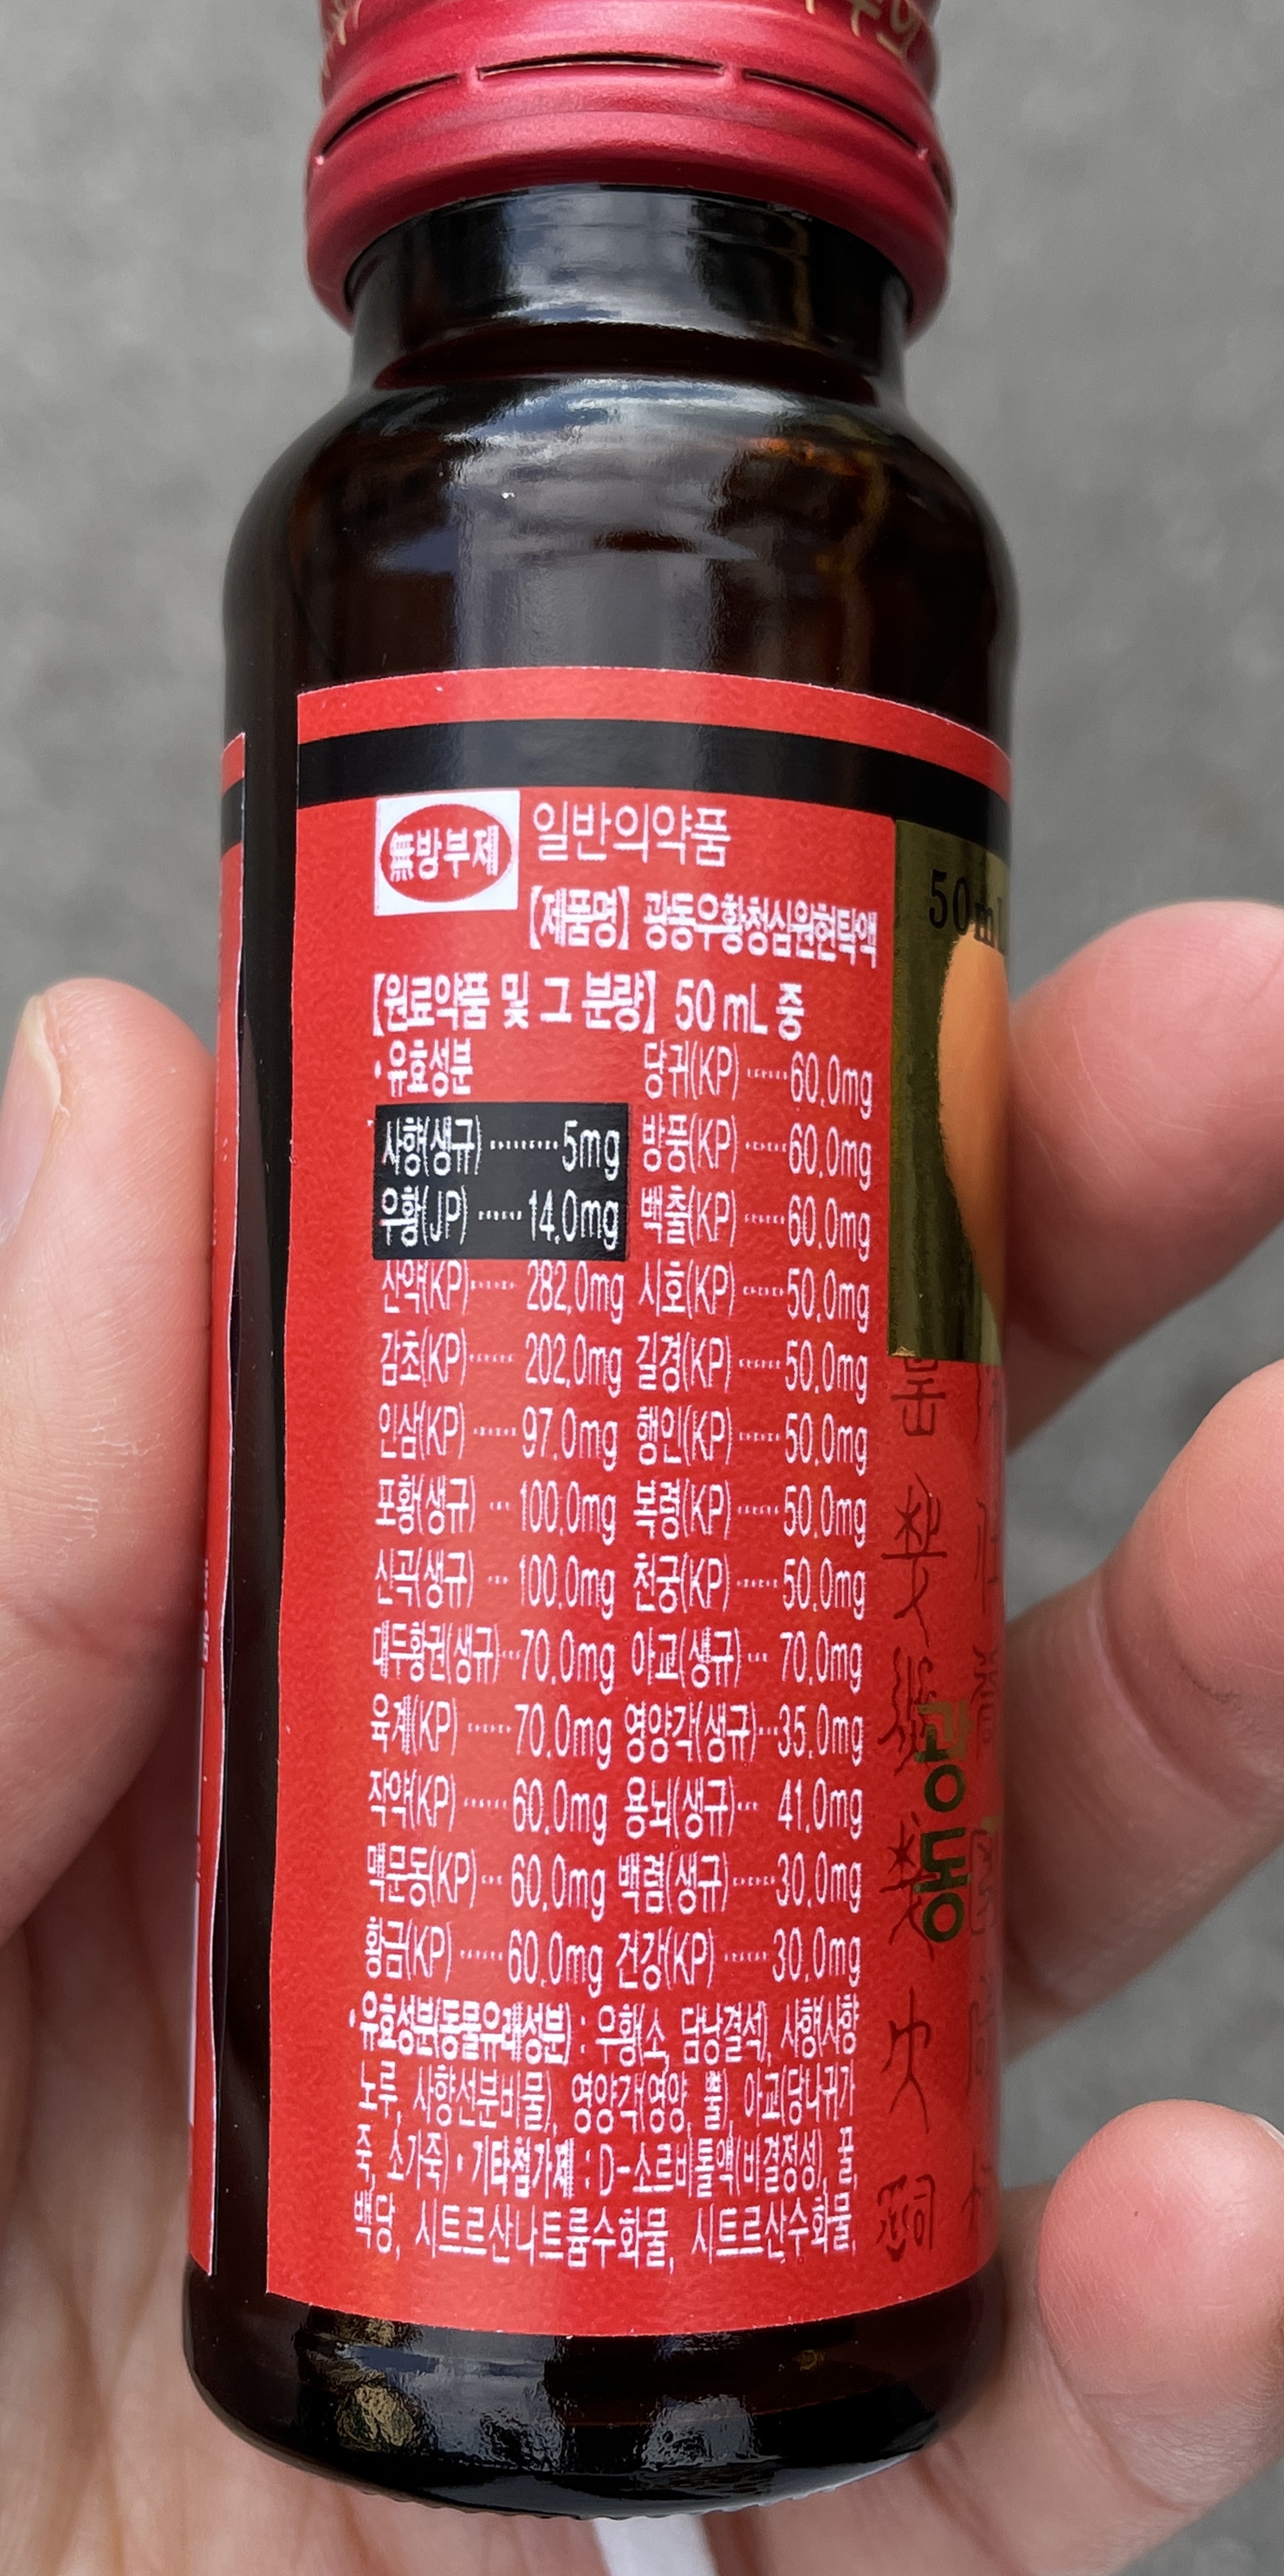 無방부제 일반의약품
【제품명】 광동우황청심원현탁액
【원료약품 및 그 분량】 50 mL 중
•유효성분
사향(생규) ········· 5mg
우황(JP) ······ 14.0mg
산약(KP) ······ 282.0mg
감초(KP) ······ 202.0mg
인삼(KP) ······ 97.0mg
포황(생규) ··· 100.0mg
신곡(생규) ··· 100.0mg
대두황권(생규) ··· 70.0mg
육계(KP) ······ 70.0mg
작약(KP) ······ 60.0mg
맥문동(KP) ··· 60.0mg
황금(KP) ······ 60.0mg
당귀(KP) ······ 60.0mg
방풍(KP) ······ 60.0mg
백출(KP) ······ 60.0mg
시호(KP) ······ 50.0mg
길경(KP) ······ 50.0mg
행인(KP) ······ 50.0mg
복령(KP) ······ 50.0mg
천궁(KP) ······ 50.0mg
아교(생규) ··· 70.0mg
영양각(생규) ··· 35.0mg
용뇌(생규) ··· 41.0mg
백렴(생규) ······ 30.0mg
건강(KP) ······ 30.0mg
•유효성분(동물유래성분) : 우황(소, 담낭결석), 사향(사향
노루, 사향선분비물), 영양각(영양, 뿔), 아교(당나귀가
죽, 소가죽) • 기타첨가제 : D-소르비톨액(비결정성), 꿀,
백당, 시트르산나트륨수화물, 시트르산수화물,
50ml
광동